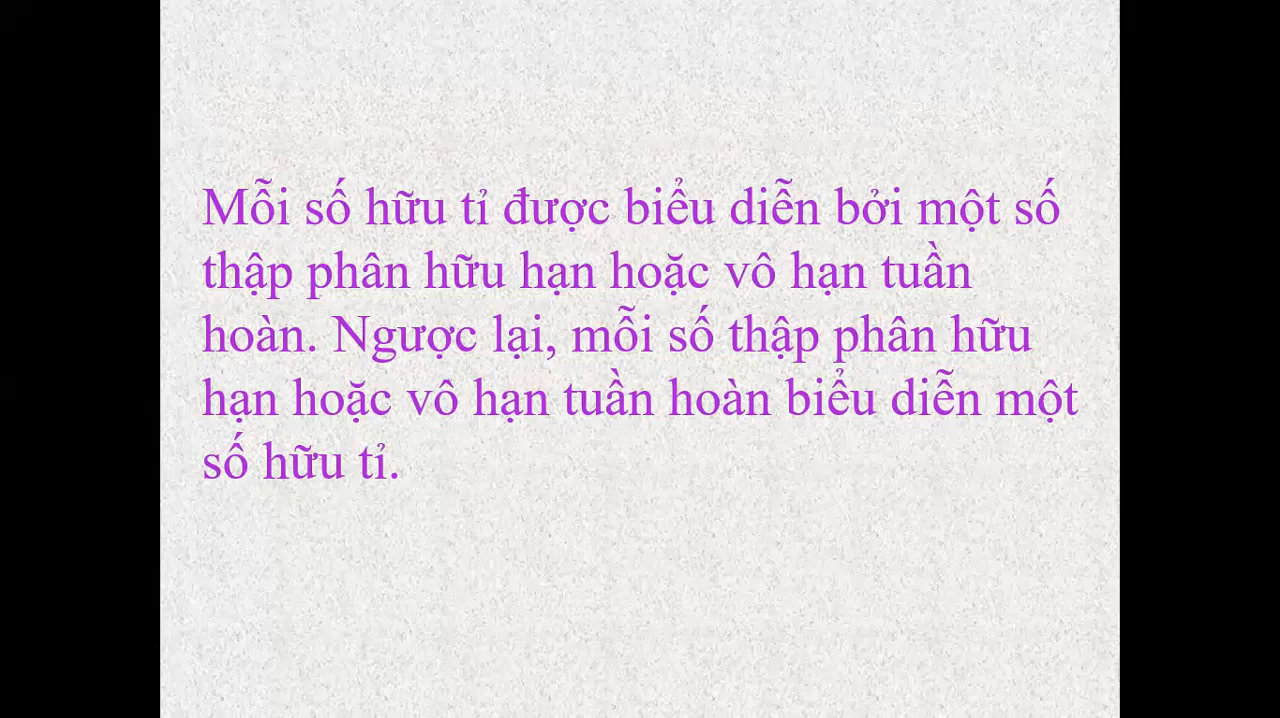 Mỗi số hữu tỉ được biểu diễn bởi một số
thập phân hữu hạn hoặc vô hạn tuần
hoàn. Ngược lại, mỗi số thập phân hữu
hạn hoặc vô hạn tuần hoàn biểu diễn một
số hữu tỉ.